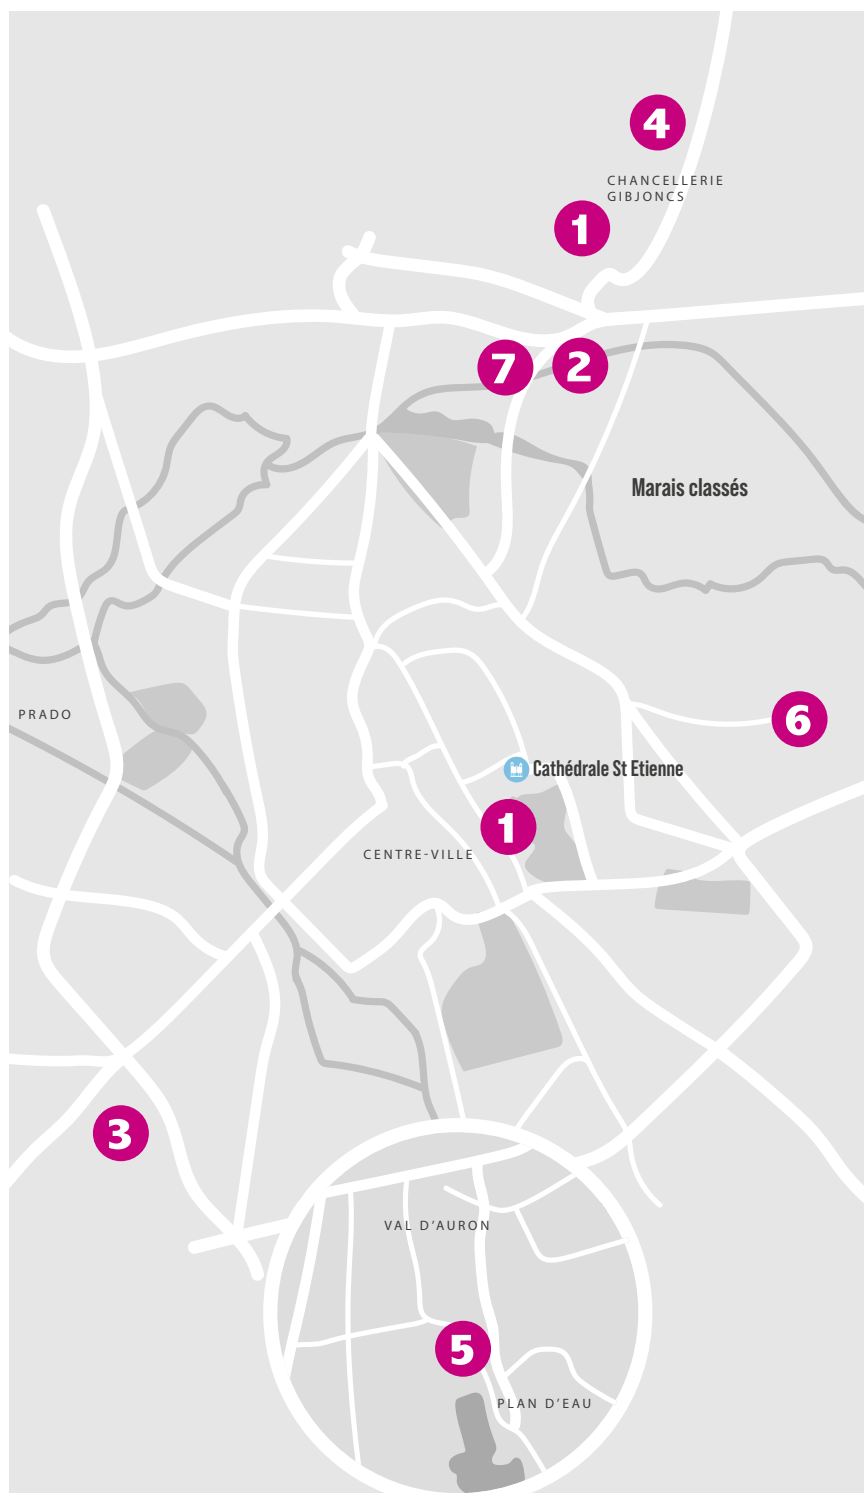 4
CHANCELLERIE
GIBJONCS
1
7
2
Marais classés
PRADO
6
Cathédrale St Etienne
1
CENTRE-VILLE
3
VAL D'AURON
5
PLAN D'EAU